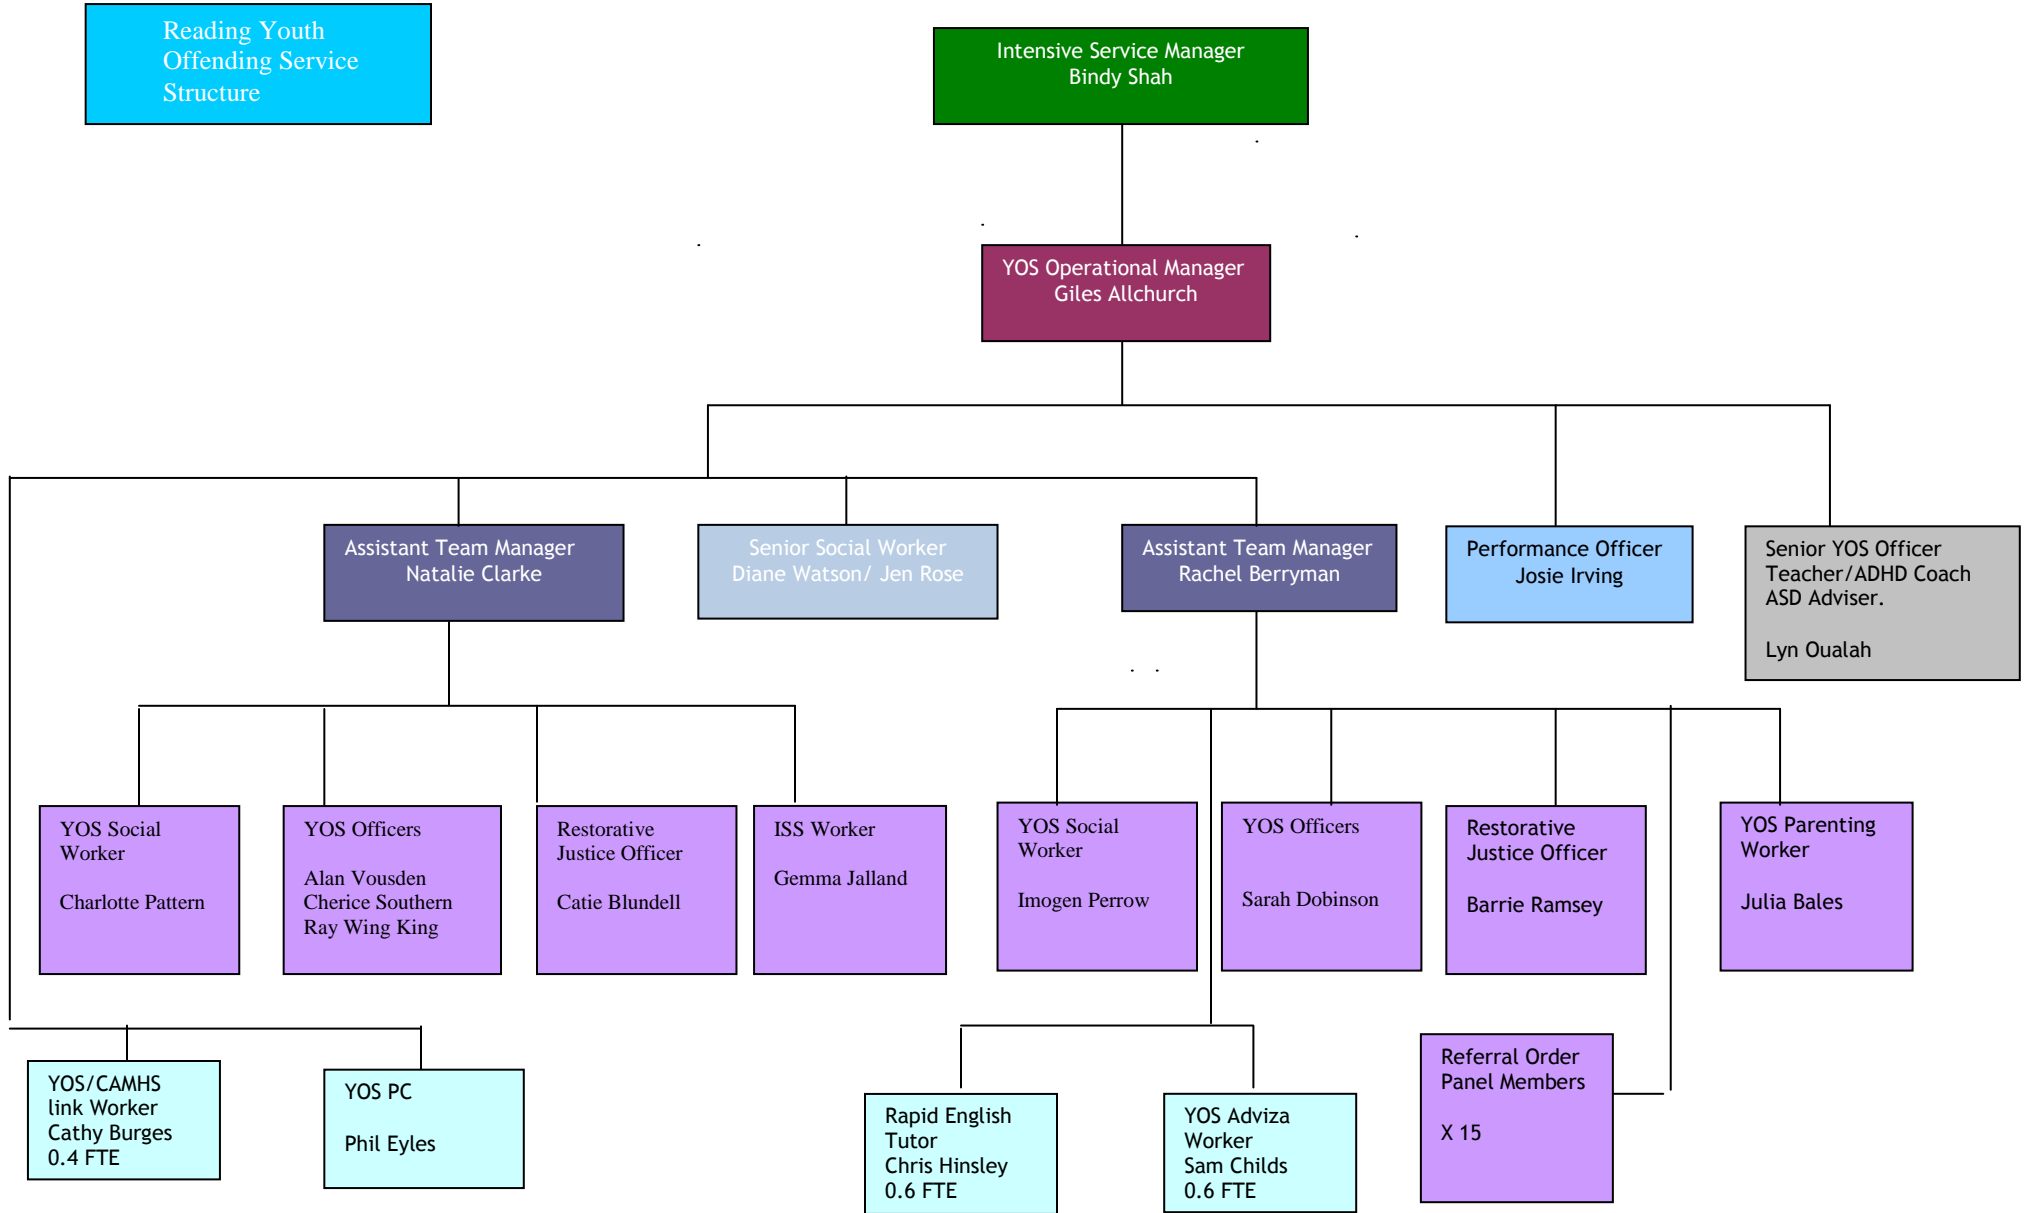 Reading Youth
Offending Service
Structure
Intensive Service Manager
Bindy Shah
YOS Operational Manager
Giles Allchurch
Assistant Team Manager
Natalie Clarke
Senior Social Worker
Diane Watson/ Jen Rose
Assistant Team Manager
Rachel Berryman
Performance Officer
Josie Irving
Senior YOS Officer
Teacher/ADHD Coach
ASD Adviser.
Lyn Oualah
YOS Social
Worker
Charlotte Pattern
YOS Officers
Alan Vousden
Cherice Southern
Ray Wing King
Restorative
Justice Officer
Catie Blundell
ISS Worker
Gemma Jalland
YOS Social
Worker
Imogen Perrow
YOS Officers
Sarah Dobinson
Restorative
Justice Officer
Barrie Ramsey
YOS Parenting
Worker
Julia Bales
YOS/CAMHS
link Worker
Cathy Burges
0.4 FTE
YOS PC
Phil Eyles
Rapid English
Tutor
Chris Hinsley
0.6 FTE
YOS Adviza
Worker
Sam Childs
0.6 FTE
Referral Order
Panel Members
X 15